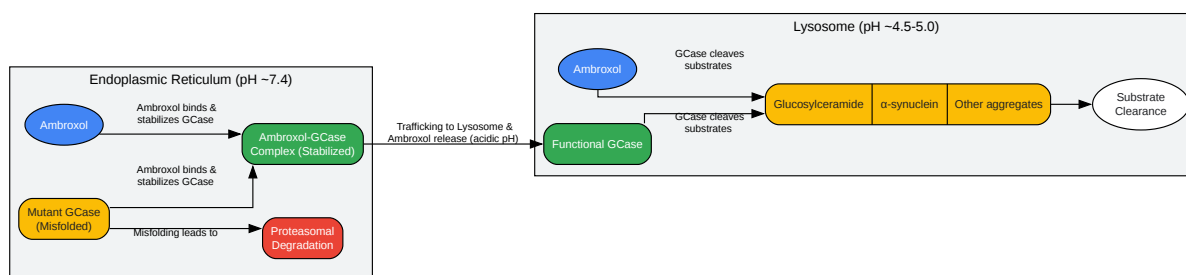 Endoplasmic Reticulum (pH ~7.4)
Ambroxol
Ambroxol binds &
stabilizes GCase
Ambroxol-GCase
Complex (Stabilized)
Ambroxol binds &
stabilizes GCase
Mutant GCase
(Misfolded)
Misfolding leads to
Proteasomal
Degradation
Trafficking to Lysosome &
Ambroxol release (acidic pH)
Lysosome (pH ~4.5-5.0)
Ambroxol
GCase cleaves
substrates
Functional GCase
GCase cleaves
substrates
Glucosylceramide
α-synuclein
Other aggregates
Substrate
Clearance